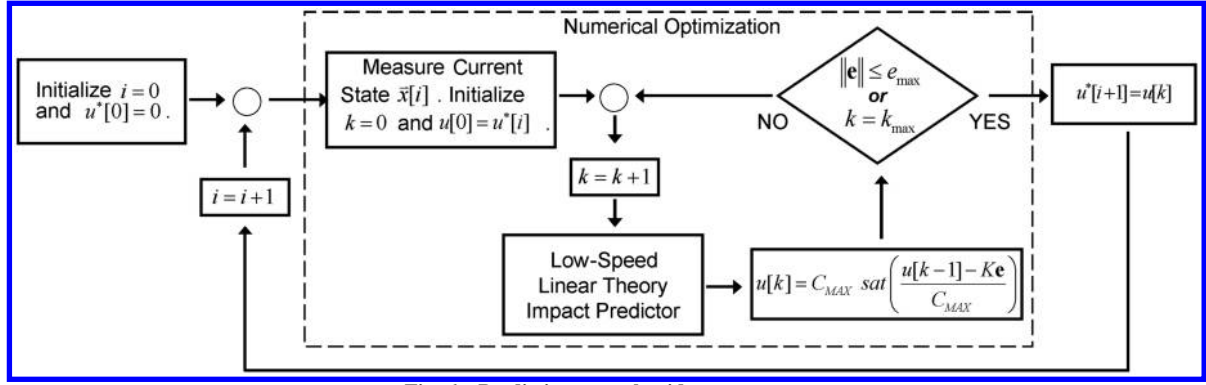 Numerical Optimization
Initialize i = 0
and u*[0] = 0 .
Measure Current
State x̄[i] . Initialize
k = 0 and u[0] = u*[i] .
‖e‖ ≤ e_max
or
k = k_max
NO
YES
u*[i+1] = u[k]
i = i + 1
k = k + 1
Low-Speed
Linear Theory
Impact Predictor
u[k] = C_MAX sat( (u[k−1] − Ke) / C_MAX )